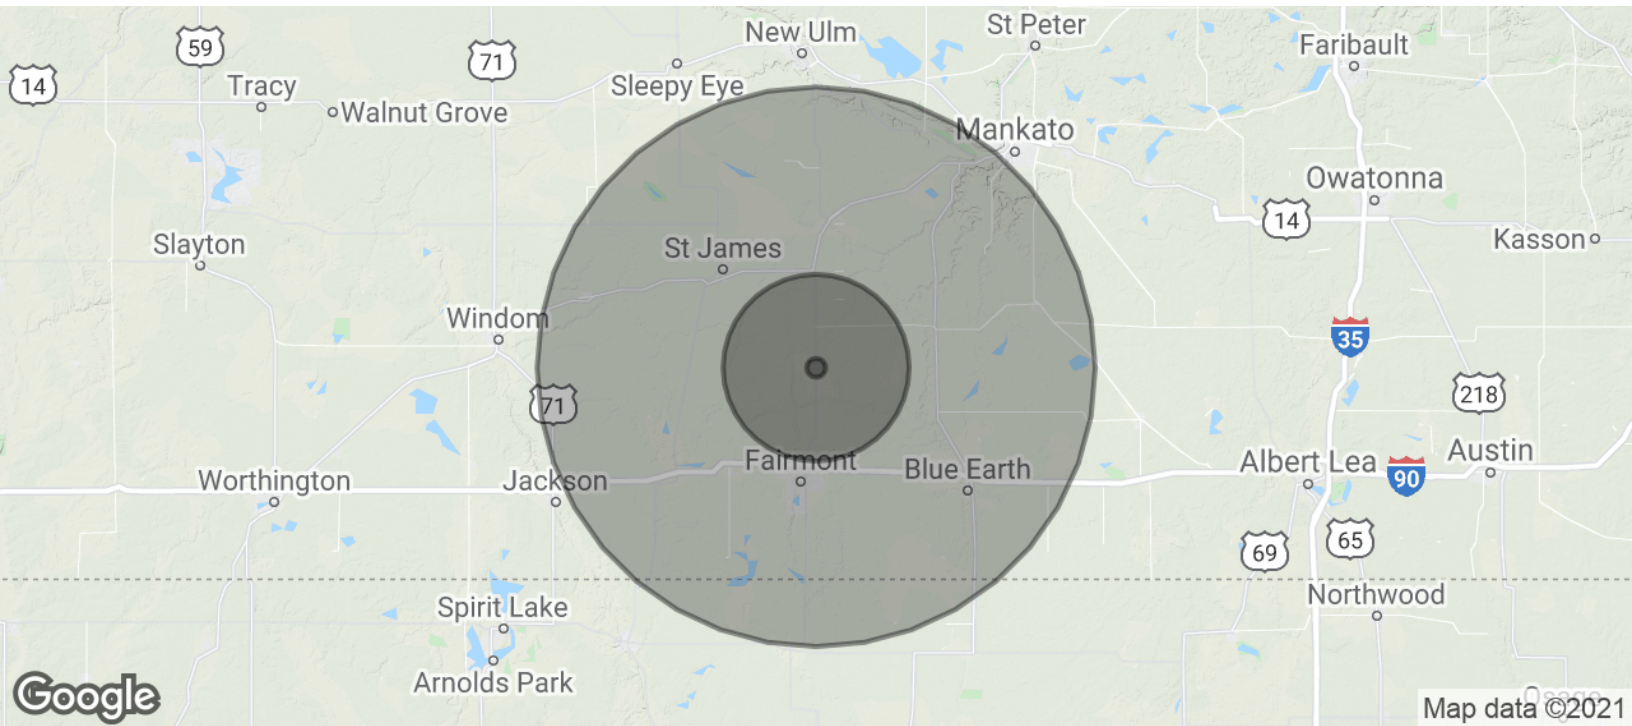 New Ulm
St Peter
Faribault
59
71
14
Tracy
Sleepy Eye
Walnut Grove
Mankato
Owatonna
14
Kasson
Slayton
St James
Windom
35
71
218
Fairmont
Blue Earth
Albert Lea
Austin
90
Worthington
Jackson
69
65
Spirit Lake
Northwood
Arnolds Park
Google
Osage
Map data ©2021